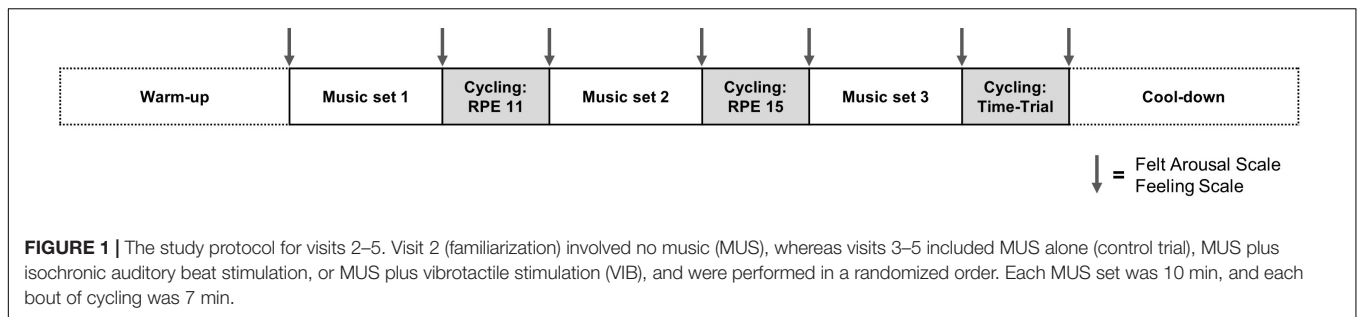 Warm-up
Music set 1
Cycling:
RPE 11
Music set 2
Cycling:
RPE 15
Music set 3
Cycling:
Time-Trial
Cool-down
= Felt Arousal Scale
Feeling Scale
FIGURE 1 | The study protocol for visits 2–5. Visit 2 (familiarization) involved no music (MUS), whereas visits 3–5 included MUS alone (control trial), MUS plus
isochronic auditory beat stimulation, or MUS plus vibrotactile stimulation (VIB), and were performed in a randomized order. Each MUS set was 10 min, and each
bout of cycling was 7 min.